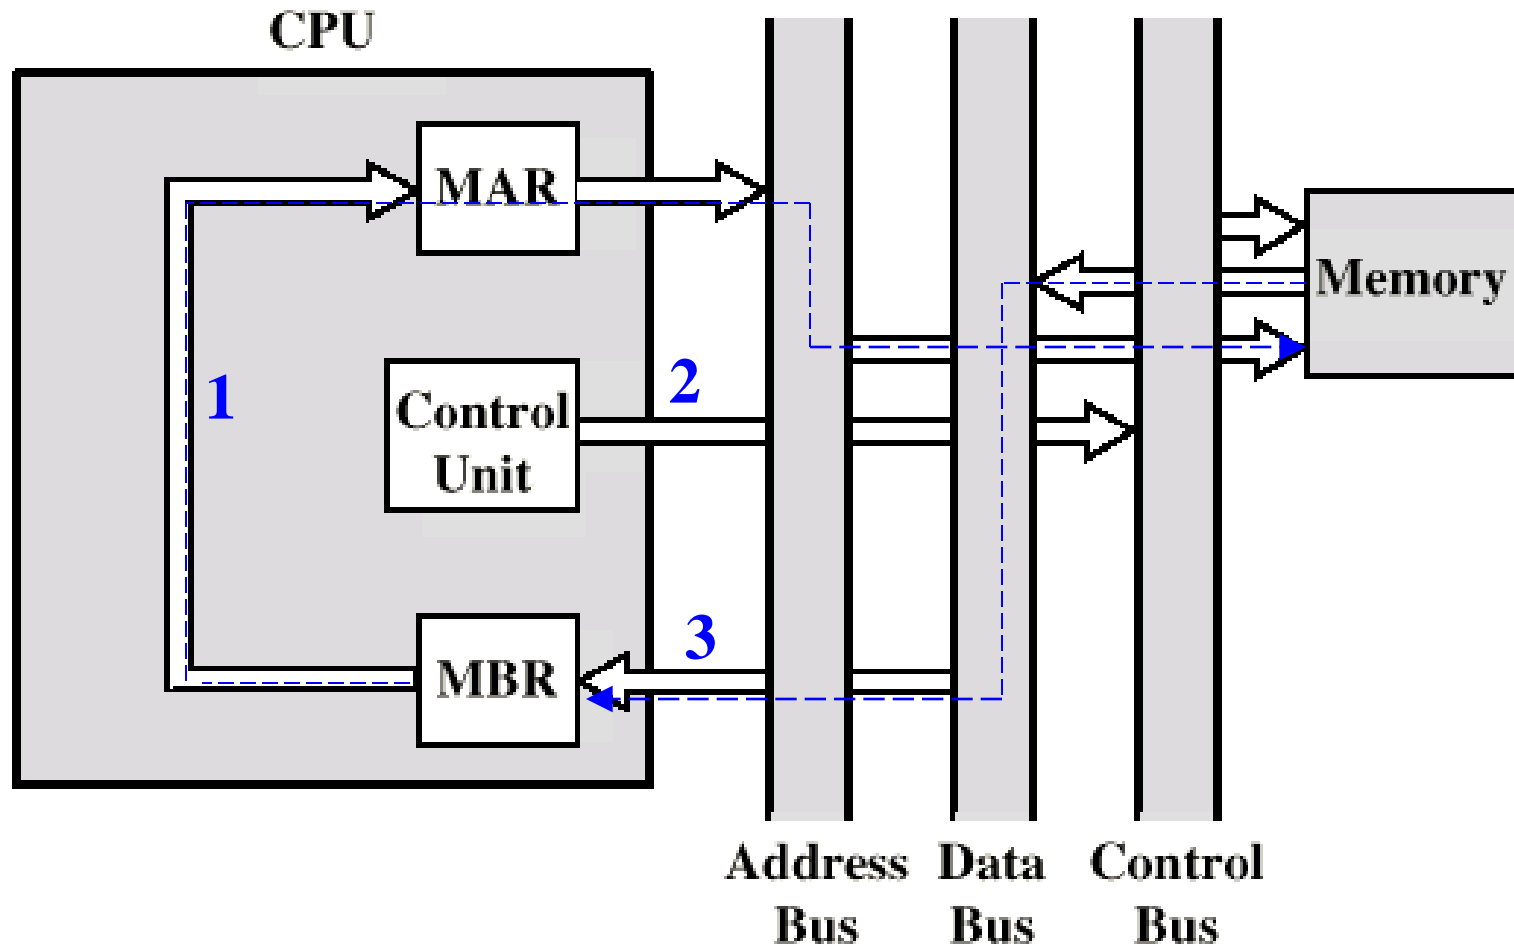 CPU
MAR
Memory
1
2
Control
Unit
3
MBR
Address
Bus
Data
Bus
Control
Bus